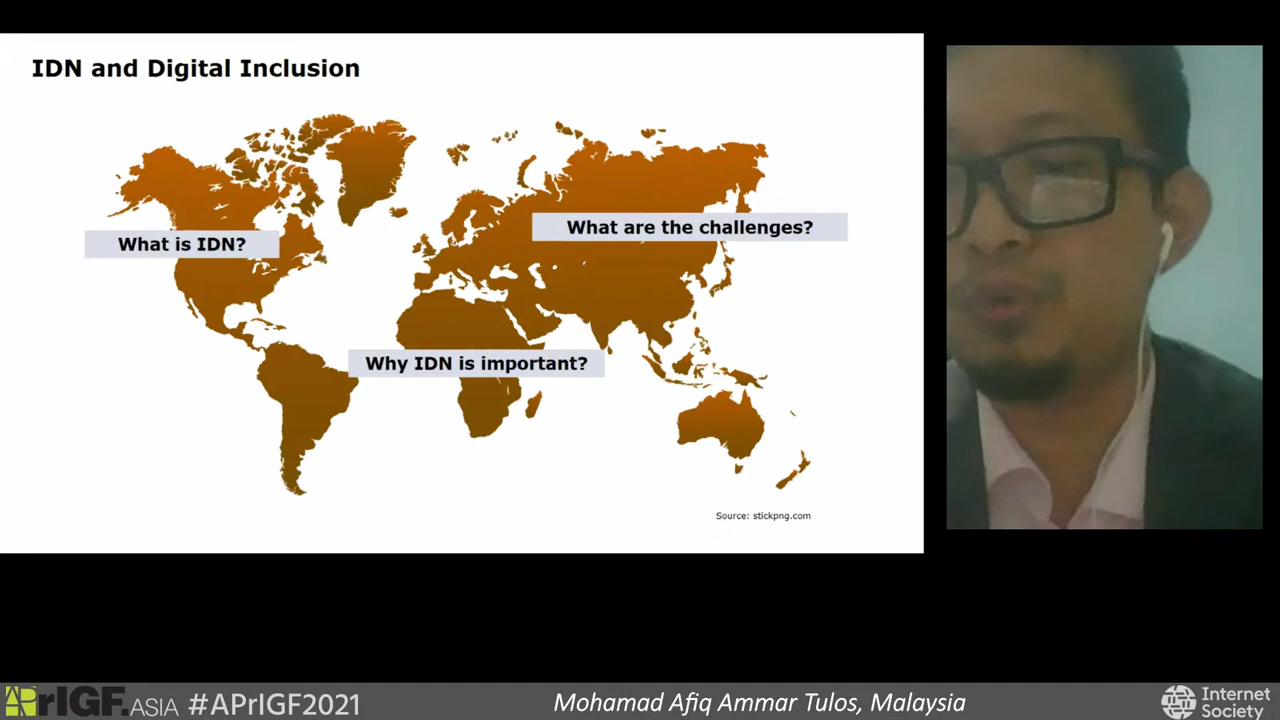 IDN and Digital Inclusion
What is IDN?
What are the challenges?
Why IDN is important?
Source: stickpng.com
APrIGF.ASIA #APrIGF2021
Mohamad Afiq Ammar Tulos, Malaysia
Internet
Society